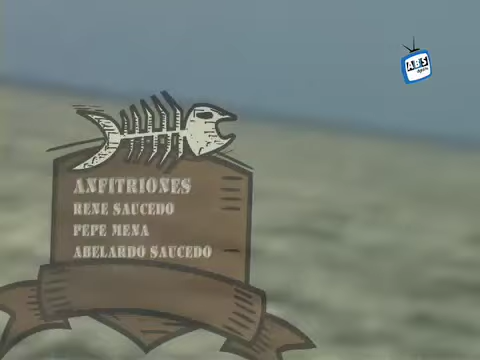 ABS
ANFITRIONES
RENE SAUCEDO
PEPE MENA
ABELARDO SAUCEDO